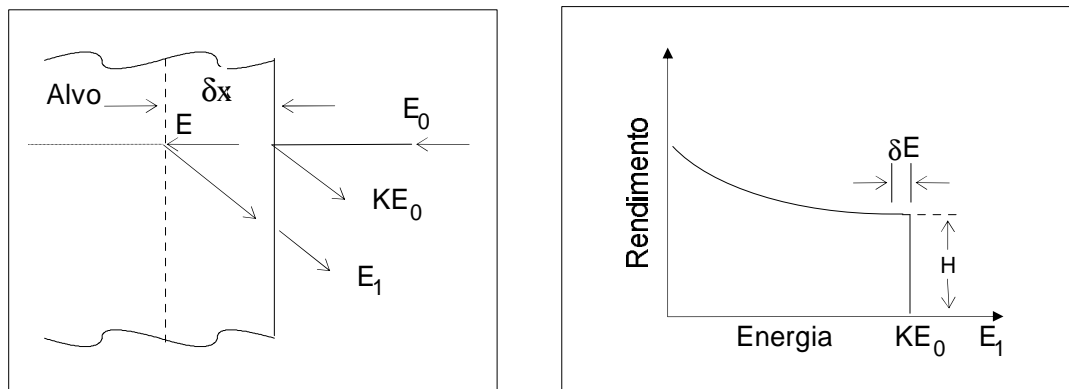 Alvo
δx
E
E0
KE0
E1
Rendimento
δE
H
Energia
KE0
E1